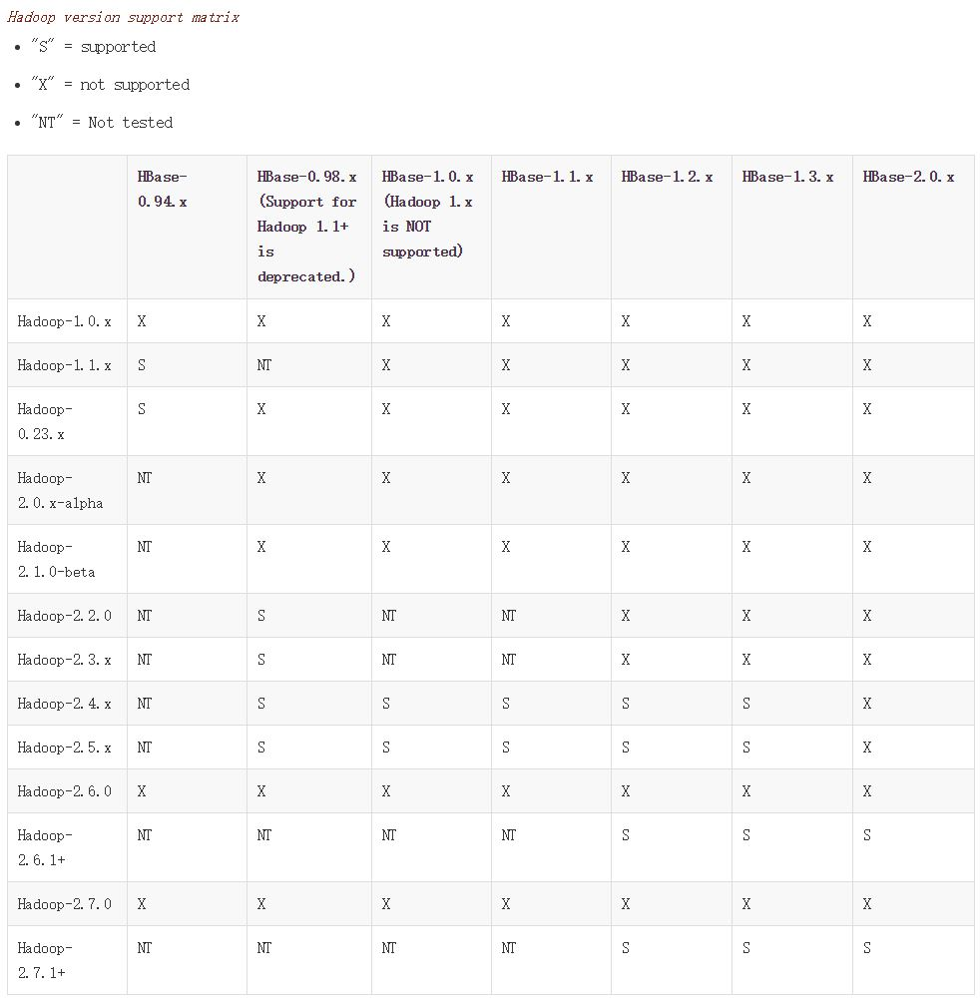 Hadoop version support matrix
"S" = supported
"X" = not supported
"NT" = Not tested
HBase-0.94.x HBase-0.98.x (Support for Hadoop 1.1+ is deprecated.) HBase-1.0.x (Hadoop 1.x is NOT supported) HBase-1.1.x HBase-1.2.x HBase-1.3.x HBase-2.0.x
Hadoop-1.0.x X X X X X X X
Hadoop-1.1.x S NT X X X X X
Hadoop-0.23.x S X X X X X X
Hadoop-2.0.x-alpha NT X X X X X X
Hadoop-2.1.0-beta NT X X X X X X
Hadoop-2.2.0 NT S NT NT X X X
Hadoop-2.3.x NT S NT NT X X X
Hadoop-2.4.x NT S S S S S X
Hadoop-2.5.x NT S S S S S X
Hadoop-2.6.0 X X X X X X X
Hadoop-2.6.1+ NT NT NT NT S S S
Hadoop-2.7.0 X X X X X X X
Hadoop-2.7.1+ NT NT NT NT S S S